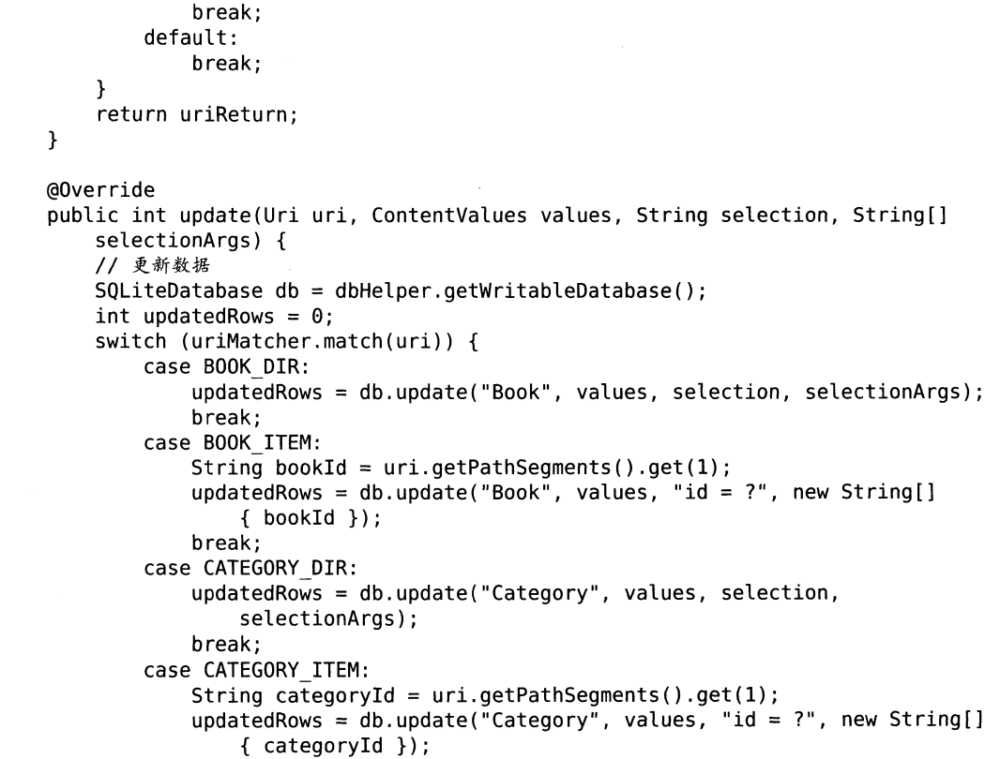 break;
        default:
            break;
    }
    return uriReturn;
}

@Override
public int update(Uri uri, ContentValues values, String selection, String[]
    selectionArgs) {
    // 更新数据
    SQLiteDatabase db = dbHelper.getWritableDatabase();
    int updatedRows = 0;
    switch (uriMatcher.match(uri)) {
        case BOOK_DIR:
            updatedRows = db.update("Book", values, selection, selectionArgs);
            break;
        case BOOK_ITEM:
            String bookId = uri.getPathSegments().get(1);
            updatedRows = db.update("Book", values, "id = ?", new String[]
                { bookId });
            break;
        case CATEGORY_DIR:
            updatedRows = db.update("Category", values, selection,
                selectionArgs);
            break;
        case CATEGORY_ITEM:
            String categoryId = uri.getPathSegments().get(1);
            updatedRows = db.update("Category", values, "id = ?", new String[]
                { categoryId });